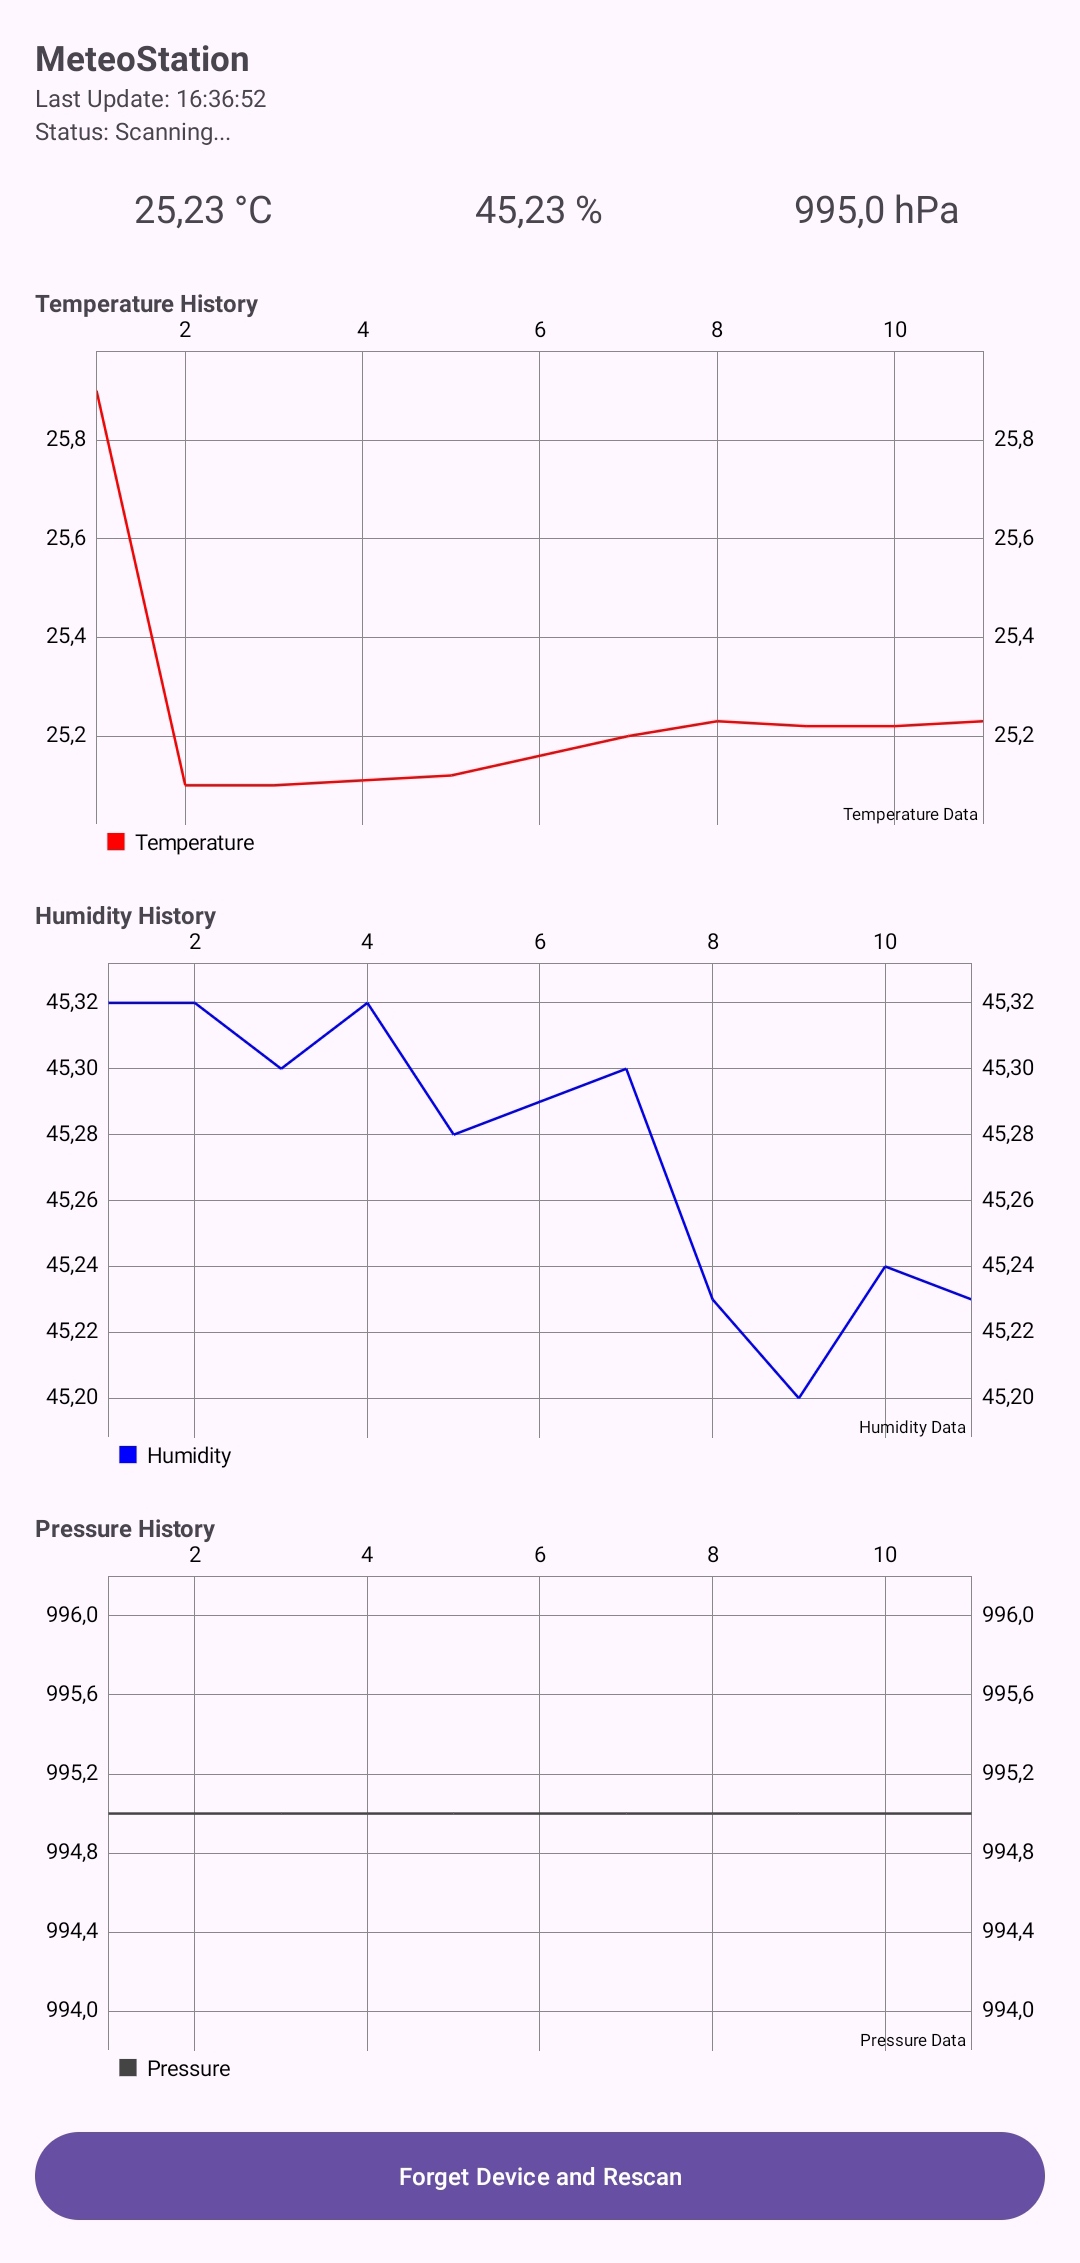 MeteoStation
Last Update: 16:36:52
Status: Scanning...
25,23 °C 45,23 % 995,0 hPa
Temperature History
2 4 6 8 10
25,8 25,8
25,6 25,6
25,4 25,4
25,2 25,2
Temperature Data
Temperature
Humidity History
2 4 6 8 10
45,32 45,32
45,30 45,30
45,28 45,28
45,26 45,26
45,24 45,24
45,22 45,22
45,20 45,20
Humidity Data
Humidity
Pressure History
2 4 6 8 10
996,0 996,0
995,6 995,6
995,2 995,2
994,8 994,8
994,4 994,4
994,0 994,0
Pressure Data
Pressure
Forget Device and Rescan